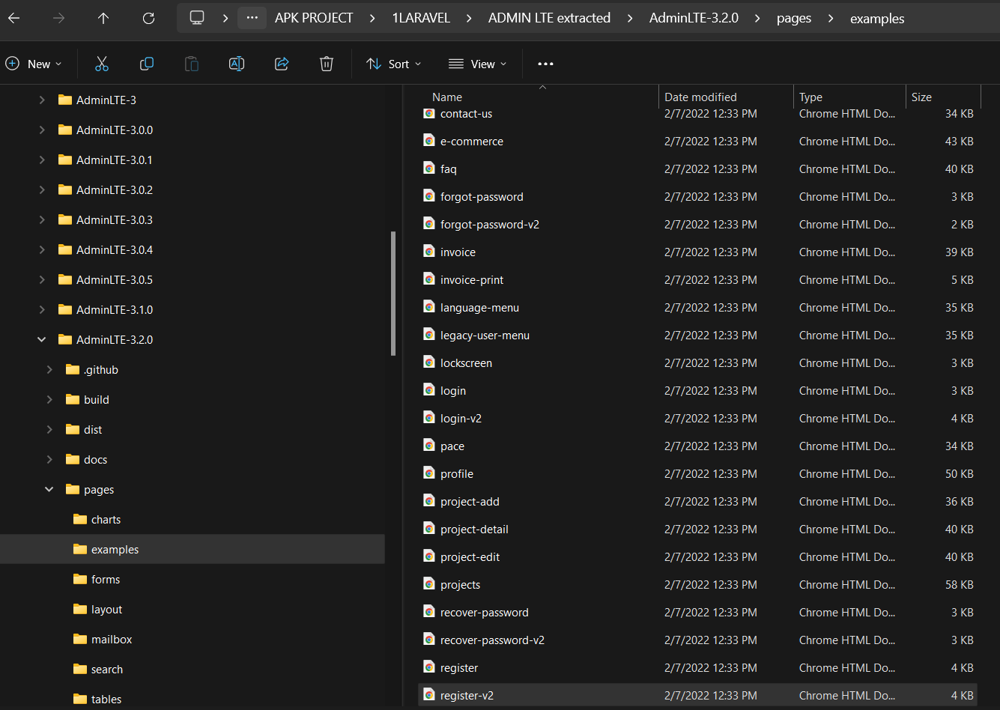 APK PROJECT > 1LARAVEL > ADMIN LTE extracted > AdminLTE-3.2.0 > pages > examples
New Sort View
AdminLTE-3
AdminLTE-3.0.0
AdminLTE-3.0.1
AdminLTE-3.0.2
AdminLTE-3.0.3
AdminLTE-3.0.4
AdminLTE-3.0.5
AdminLTE-3.1.0
AdminLTE-3.2.0
.github
build
dist
docs
pages
charts
examples
forms
layout
mailbox
search
tables
Name Date modified Type Size
contact-us 2/7/2022 12:33 PM Chrome HTML Do... 34 KB
e-commerce 2/7/2022 12:33 PM Chrome HTML Do... 43 KB
faq 2/7/2022 12:33 PM Chrome HTML Do... 40 KB
forgot-password 2/7/2022 12:33 PM Chrome HTML Do... 3 KB
forgot-password-v2 2/7/2022 12:33 PM Chrome HTML Do... 2 KB
invoice 2/7/2022 12:33 PM Chrome HTML Do... 39 KB
invoice-print 2/7/2022 12:33 PM Chrome HTML Do... 5 KB
language-menu 2/7/2022 12:33 PM Chrome HTML Do... 35 KB
legacy-user-menu 2/7/2022 12:33 PM Chrome HTML Do... 35 KB
lockscreen 2/7/2022 12:33 PM Chrome HTML Do... 3 KB
login 2/7/2022 12:33 PM Chrome HTML Do... 3 KB
login-v2 2/7/2022 12:33 PM Chrome HTML Do... 4 KB
pace 2/7/2022 12:33 PM Chrome HTML Do... 34 KB
profile 2/7/2022 12:33 PM Chrome HTML Do... 50 KB
project-add 2/7/2022 12:33 PM Chrome HTML Do... 36 KB
project-detail 2/7/2022 12:33 PM Chrome HTML Do... 40 KB
project-edit 2/7/2022 12:33 PM Chrome HTML Do... 40 KB
projects 2/7/2022 12:33 PM Chrome HTML Do... 58 KB
recover-password 2/7/2022 12:33 PM Chrome HTML Do... 3 KB
recover-password-v2 2/7/2022 12:33 PM Chrome HTML Do... 3 KB
register 2/7/2022 12:33 PM Chrome HTML Do... 4 KB
register-v2 2/7/2022 12:33 PM Chrome HTML Do... 4 KB